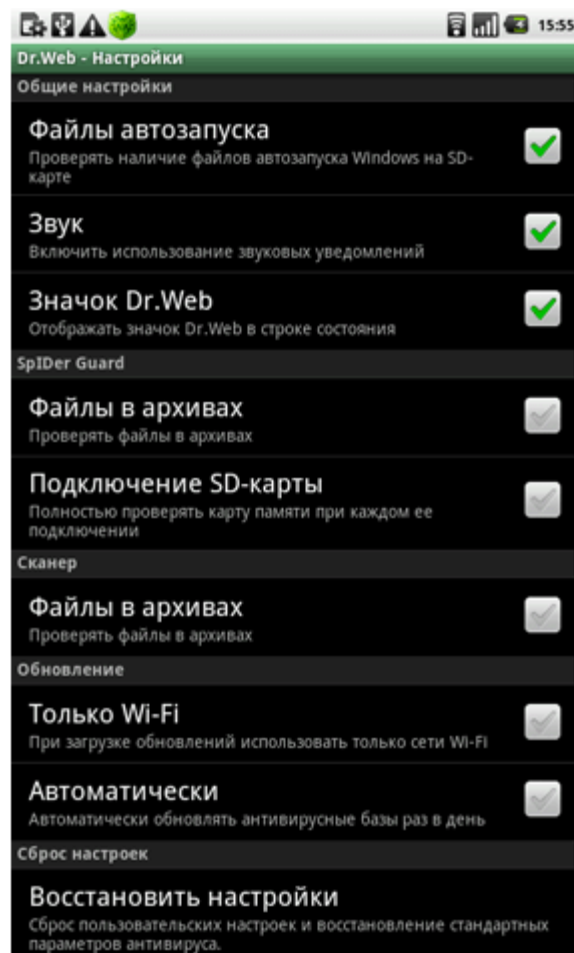 15:55
Dr.Web - Настройки
Общие настройки
Файлы автозапуска
Проверять наличие файлов автозапуска Windows на SD-
карте
Звук
Включить использование звуковых уведомлений
Значок Dr.Web
Отображать значок Dr.Web в строке состояния
SpIDer Guard
Файлы в архивах
Проверять файлы в архивах
Подключение SD-карты
Полностью проверять карту памяти при каждом ее
подключении
Сканер
Файлы в архивах
Проверять файлы в архивах
Обновление
Только Wi-Fi
При загрузке обновлений использовать только сети Wi-Fi
Автоматически
Автоматически обновлять антивирусные базы раз в день
Сброс настроек
Восстановить настройки
Сброс пользовательских настроек и восстановление стандартных
параметров антивируса.